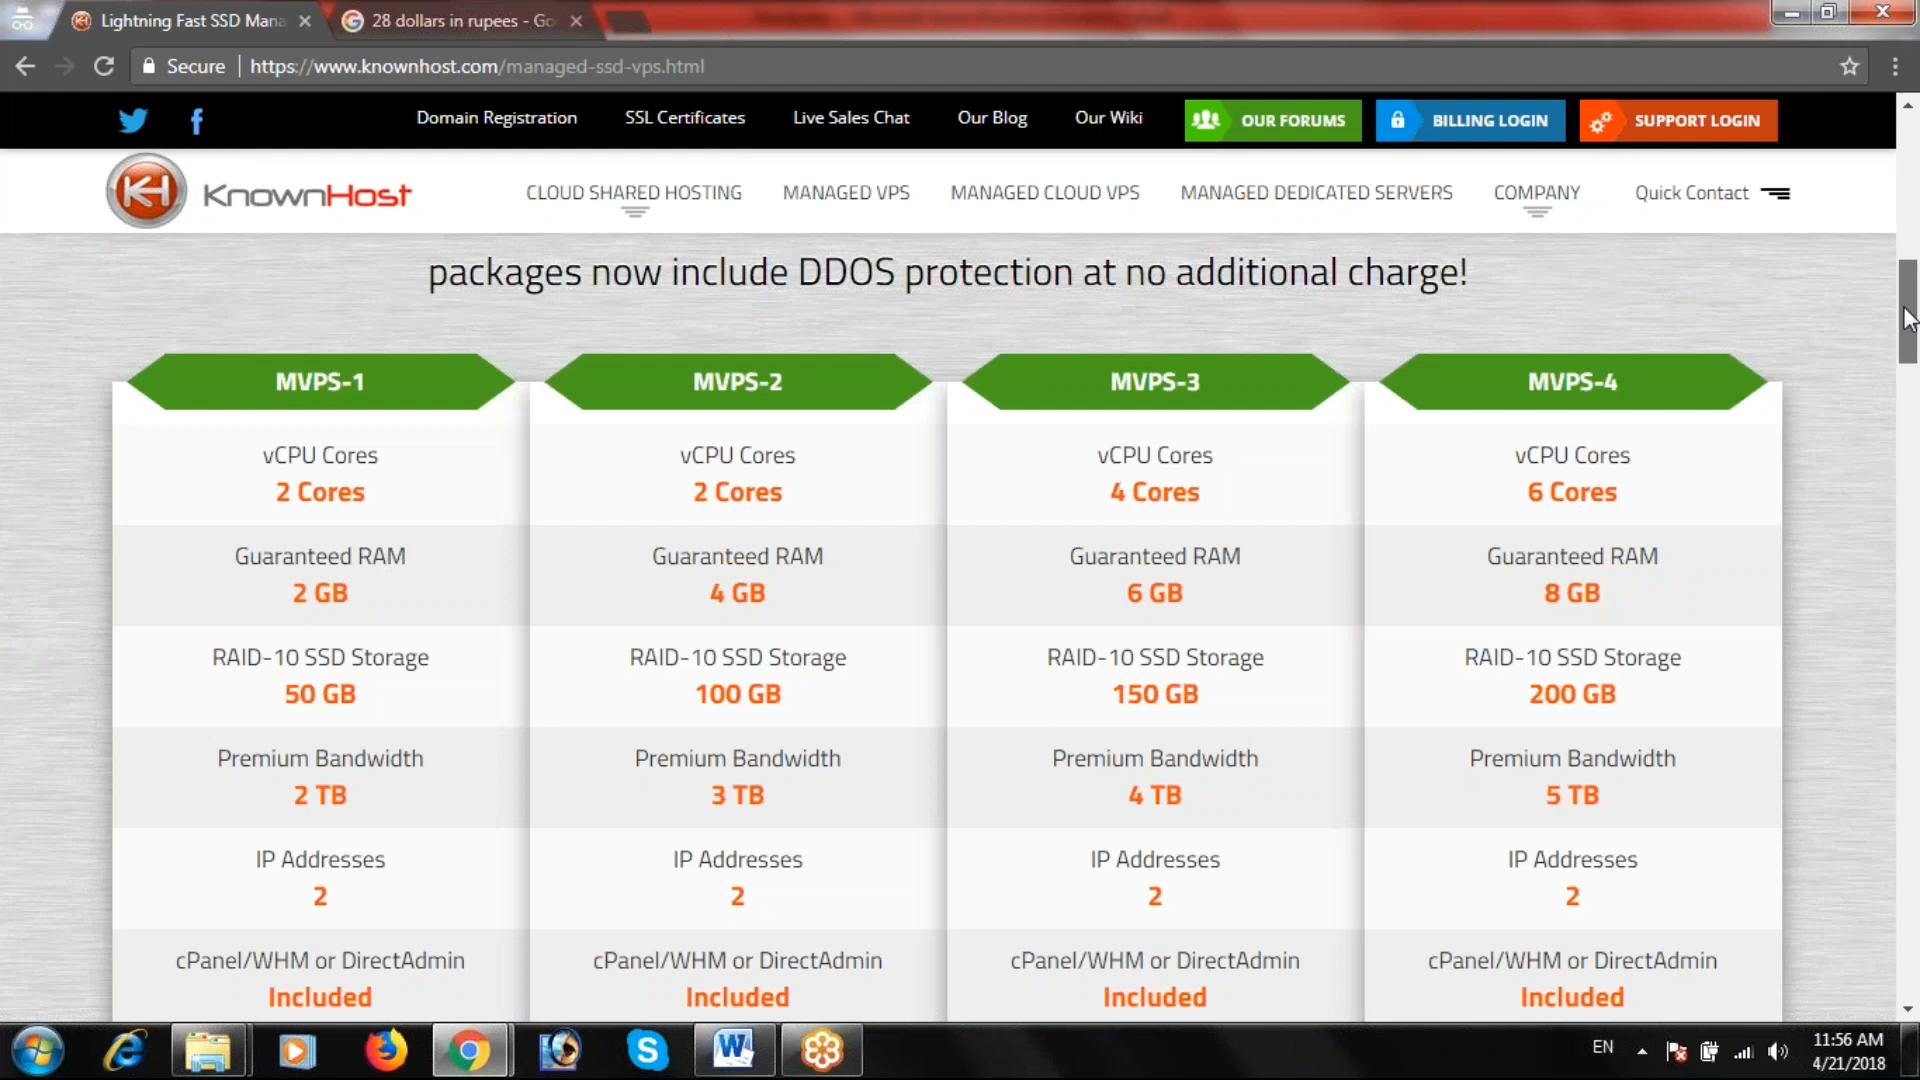 Lightning Fast SSD Mana
28 dollars in rupees - Go
Secure
https://www.knownhost.com/managed-ssd-vps.html
Domain Registration
SSL Certificates
Live Sales Chat
Our Blog
Our Wiki
OUR FORUMS
BILLING LOGIN
SUPPORT LOGIN
KH
KnownHost
CLOUD SHARED HOSTING
MANAGED VPS
MANAGED CLOUD VPS
MANAGED DEDICATED SERVERS
COMPANY
Quick Contact
packages now include DDOS protection at no additional charge!
MVPS-1
vCPU Cores
2 Cores
Guaranteed RAM
2 GB
RAID-10 SSD Storage
50 GB
Premium Bandwidth
2 TB
IP Addresses
2
cPanel/WHM or DirectAdmin
Included
MVPS-2
vCPU Cores
2 Cores
Guaranteed RAM
4 GB
RAID-10 SSD Storage
100 GB
Premium Bandwidth
3 TB
IP Addresses
2
cPanel/WHM or DirectAdmin
Included
MVPS-3
vCPU Cores
4 Cores
Guaranteed RAM
6 GB
RAID-10 SSD Storage
150 GB
Premium Bandwidth
4 TB
IP Addresses
2
cPanel/WHM or DirectAdmin
Included
MVPS-4
vCPU Cores
6 Cores
Guaranteed RAM
8 GB
RAID-10 SSD Storage
200 GB
Premium Bandwidth
5 TB
IP Addresses
2
cPanel/WHM or DirectAdmin
Included
EN
11:56 AM
4/21/2018